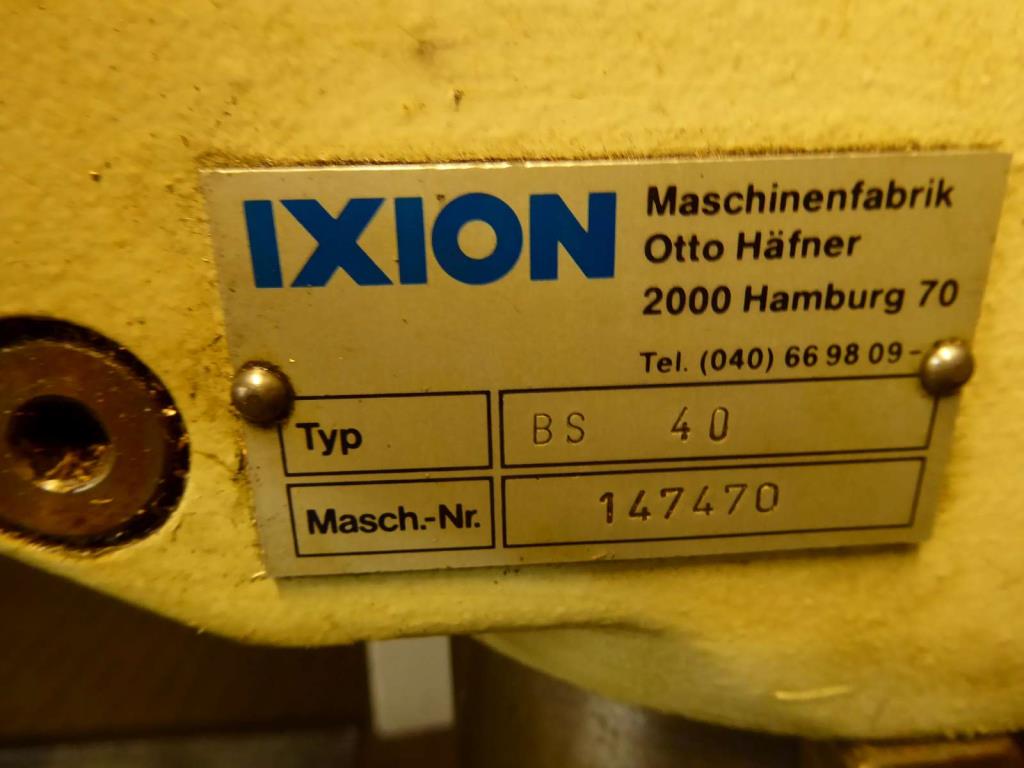 IXION
Maschinenfabrik
Otto Häfner
2000 Hamburg 70
Tel. (040) 66 98 09-
Typ BS 40
Masch.-Nr. 147470